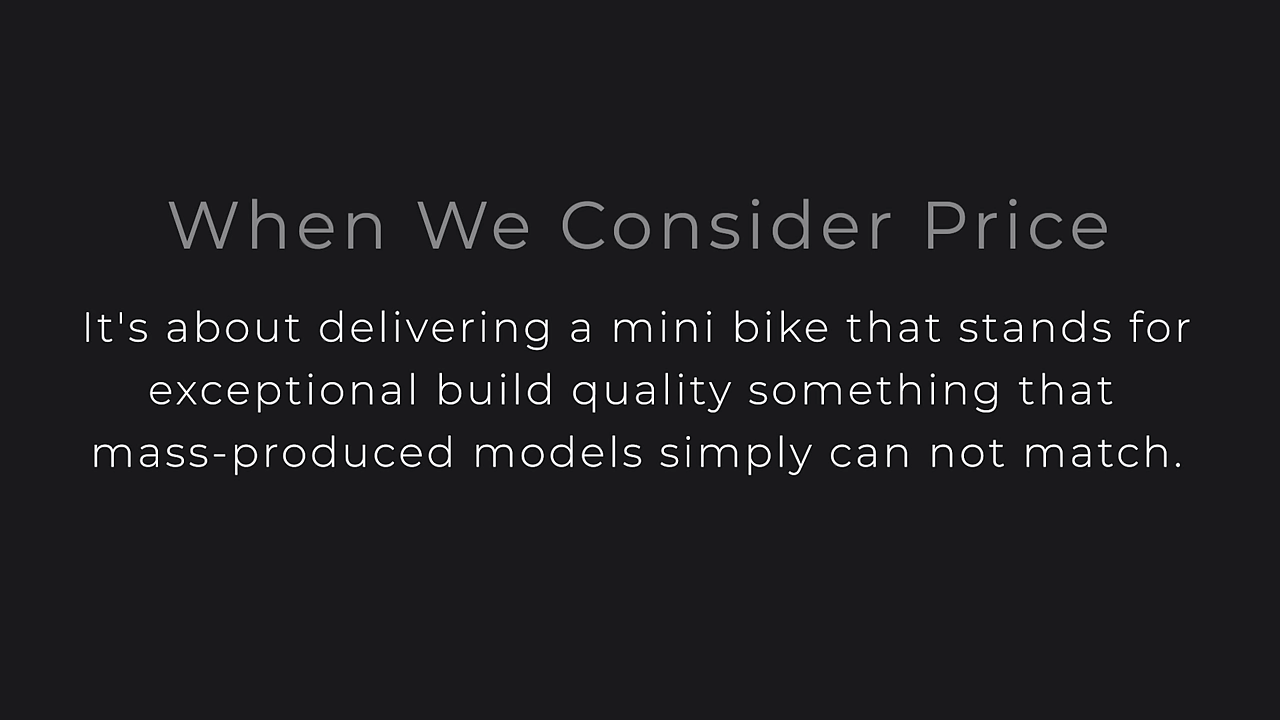 When We Consider Price
It's about delivering a mini bike that stands for
exceptional build quality something that
mass-produced models simply can not match.